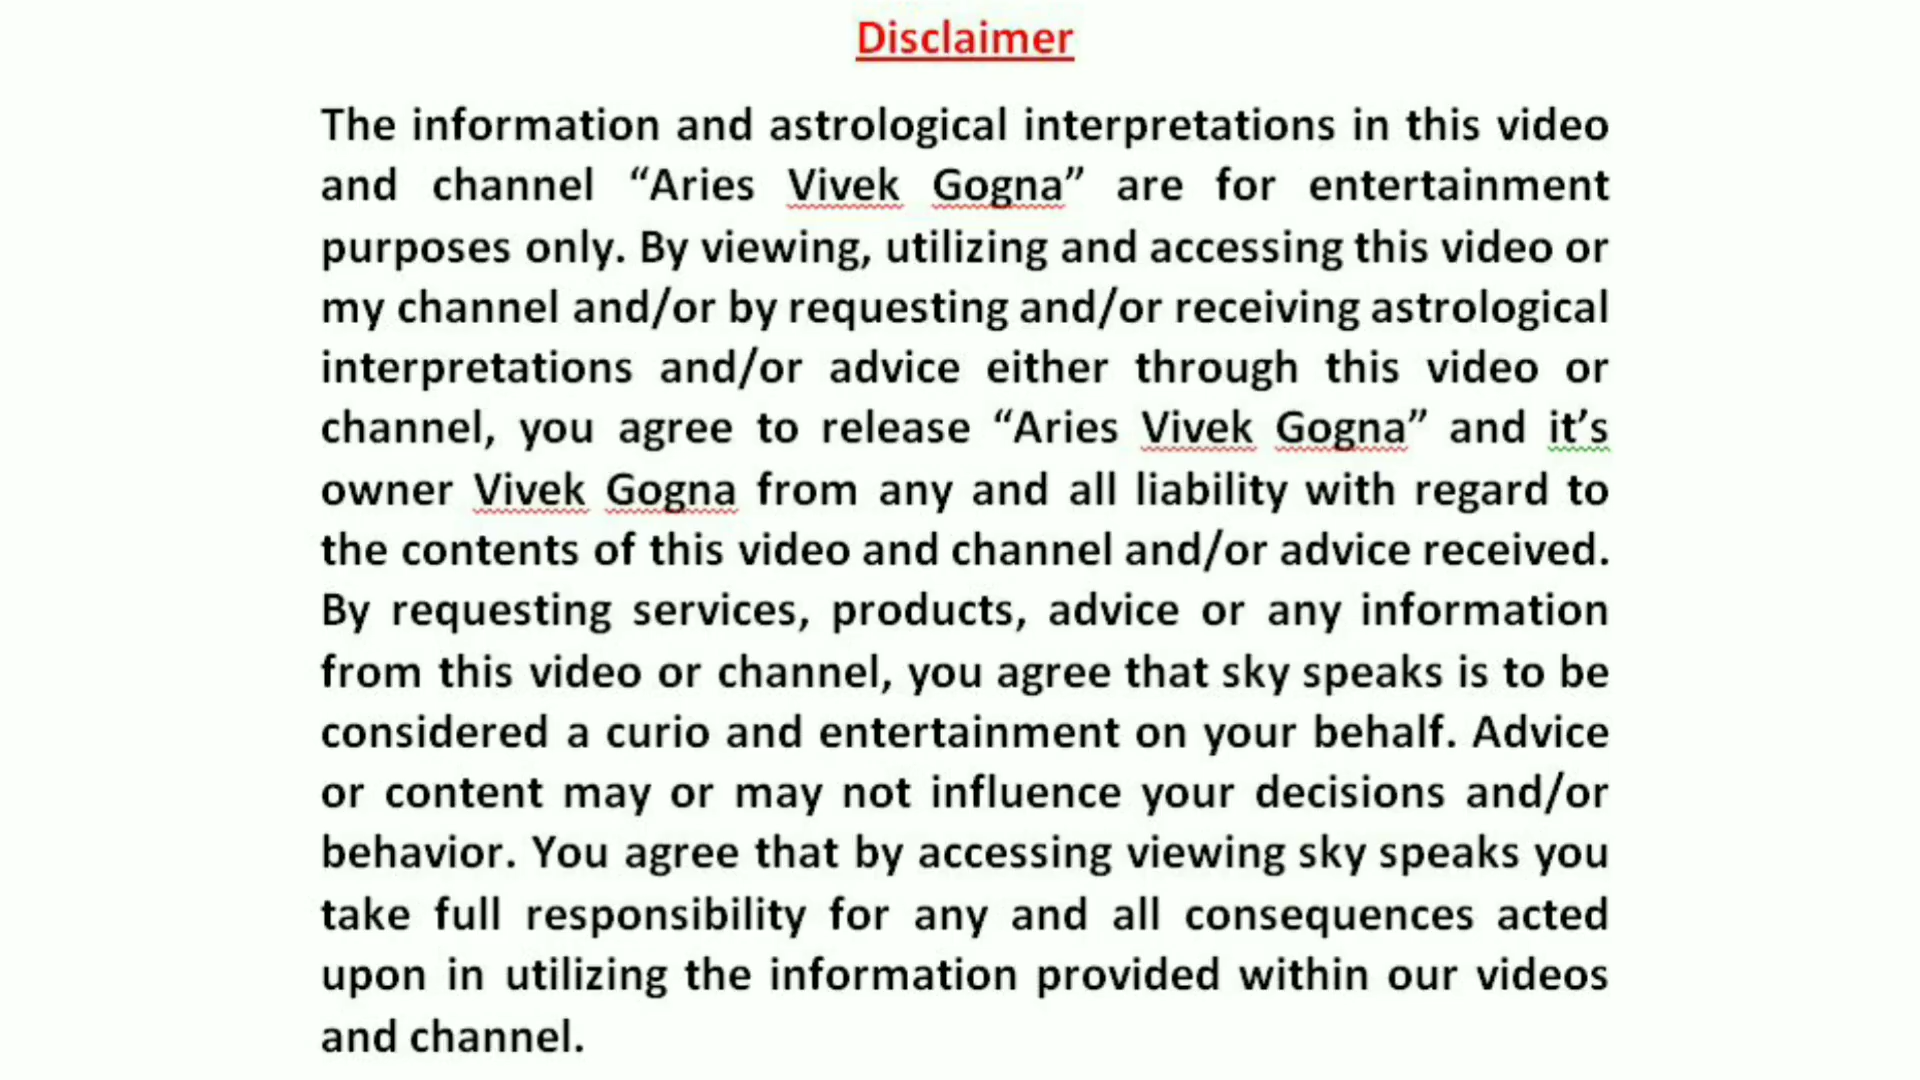 Disclaimer
The information and astrological interpretations in this video
and channel “Aries Vivek Gogna” are for entertainment
purposes only. By viewing, utilizing and accessing this video or
my channel and/or by requesting and/or receiving astrological
interpretations and/or advice either through this video or
channel, you agree to release “Aries Vivek Gogna” and it’s
owner Vivek Gogna from any and all liability with regard to
the contents of this video and channel and/or advice received.
By requesting services, products, advice or any information
from this video or channel, you agree that sky speaks is to be
considered a curio and entertainment on your behalf. Advice
or content may or may not influence your decisions and/or
behavior. You agree that by accessing viewing sky speaks you
take full responsibility for any and all consequences acted
upon in utilizing the information provided within our videos
and channel.